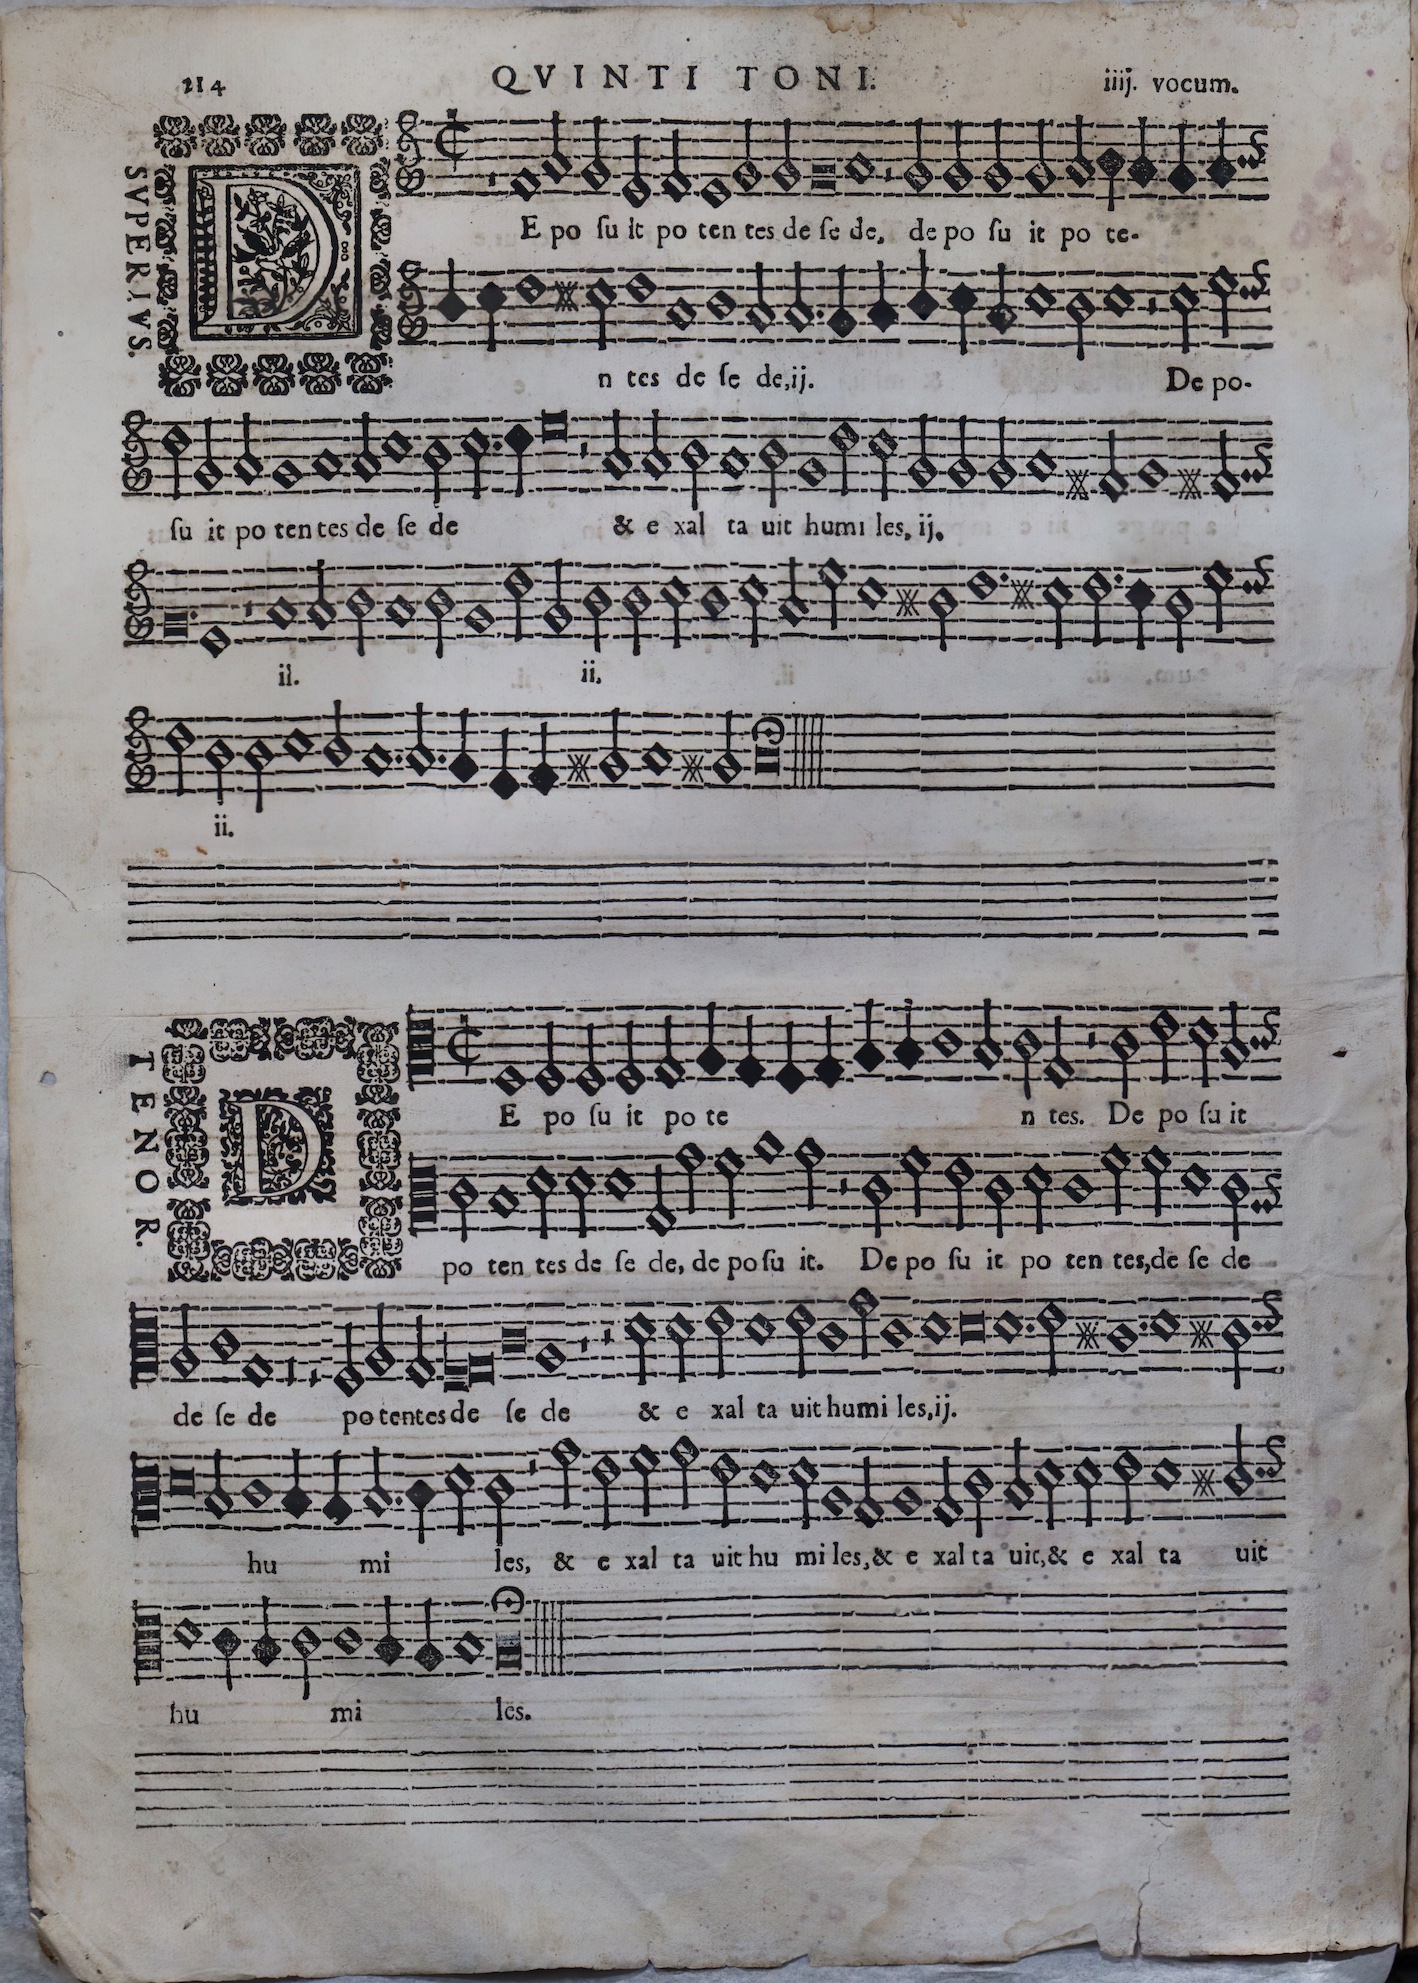 214 QVINTI TONI. iiij. vocum.
SVPERIVS.
D
E po ſu it po ten tes de ſe de, de po ſu it po te-
n tes de ſe de,ij. De po-
ſu it po ten tes de ſe de & e xal ta uit humi les, ij.
ii. ii.
ii.
TENOR.
D
E po ſu it po te n tes. De po ſu it
po ten tes de ſe de, de po ſu it. De po ſu it po ten tes,de ſe de
de ſe de po ten tes de ſe de & e xal ta uit humi les,ij.
hu mi les, & e xal ta uit hu mi les,& e xal ta uit,& e xal ta uit
hu mi les.